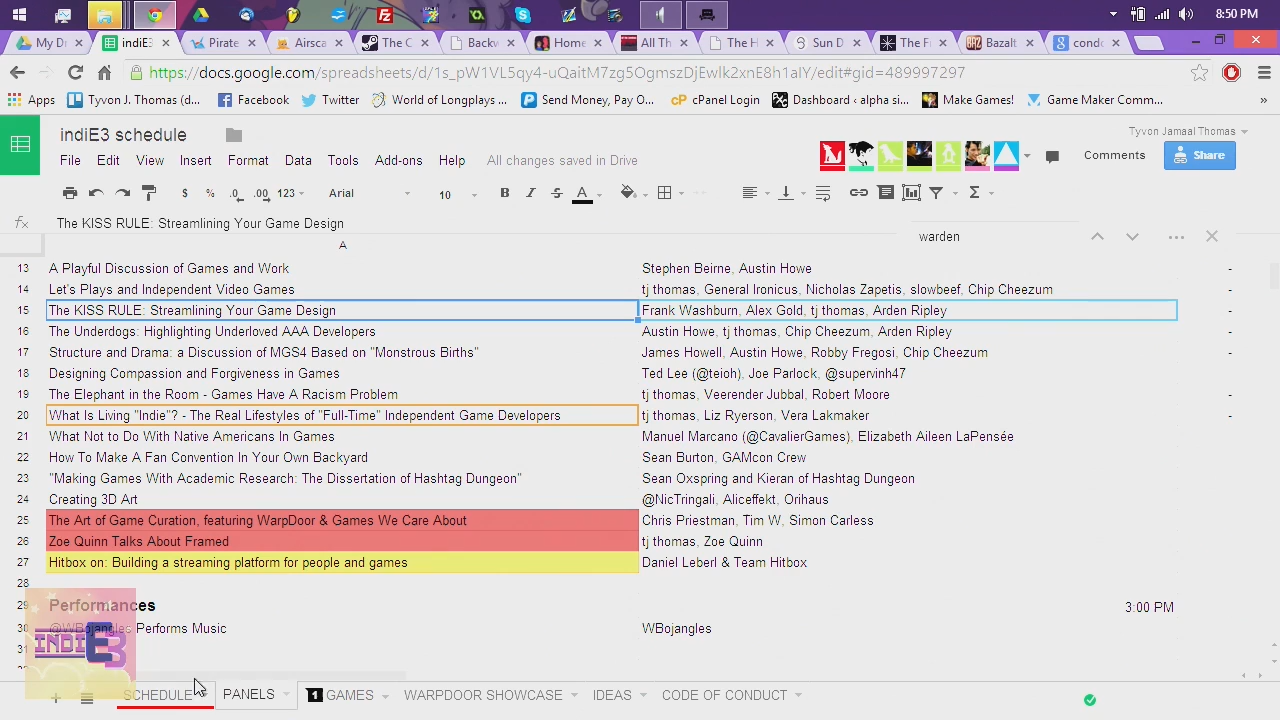 8:50 PM
My D
indiE3
Pirate
Airsca
The C
Backv
Home
All Th
The H
Sun D
The F
Bazalt
condo
https://docs.google.com/spreadsheets/d/1s_pWYVL5qy4-uQaitM7zg5OgmszDjEwlk2xnE8h1aIY/edit#gid=489997297
Apps
Tyvon J. Thomas (d...
Facebook
Twitter
World of Longplays ...
Send Money, Pay O...
cPanel Login
Dashboard ‹ alpha si...
Make Games!
Game Maker Comm...
»
indiE3 schedule
Tyvon Jamaal Thomas
File Edit View Insert Format Data Tools Add-ons Help All changes saved in Drive
Comments
Share
$ % .0 .00 123 Arial 10 B I S A Σ
fx The KISS RULE: Streamlining Your Game Design
warden
A
13 A Playful Discussion of Games and Work Stephen Beirne, Austin Howe -
14 Let's Plays and Independent Video Games tj thomas, General Ironicus, Nicholas Zapetis, slowbeef, Chip Cheezum -
15 The KISS RULE: Streamlining Your Game Design Frank Washburn, Alex Gold, tj thomas, Arden Ripley -
16 The Underdogs: Highlighting Underloved AAA Developers Austin Howe, tj thomas, Chip Cheezum, Arden Ripley -
17 Structure and Drama: a Discussion of MGS4 Based on "Monstrous Births" James Howell, Austin Howe, Robby Fregosi, Chip Cheezum -
18 Designing Compassion and Forgiveness in Games Ted Lee (@teioh), Joe Parlock, @supervinh47
19 The Elephant in the Room - Games Have A Racism Problem tj thomas, Veerender Jubbal, Robert Moore -
20 What Is Living "Indie"? - The Real Lifestyles of "Full-Time" Independent Game Developers tj thomas, Liz Ryerson, Vera Lakmaker -
21 What Not to Do With Native Americans In Games Manuel Marcano (@CavalierGames), Elizabeth Aileen LaPensée
22 How To Make A Fan Convention In Your Own Backyard Sean Burton, GAMcon Crew
23 "Making Games With Academic Research: The Dissertation of Hashtag Dungeon" Sean Oxspring and Kieran of Hashtag Dungeon
24 Creating 3D Art @NicTringali, Aliceffekt, Orihaus
25 The Art of Game Curation, featuring WarpDoor & Games We Care About Chris Priestman, Tim W, Simon Carless
26 Zoe Quinn Talks About Framed tj thomas, Zoe Quinn
27 Hitbox on: Building a streaming platform for people and games Daniel Leberl & Team Hitbox
28
29 Performances 3:00 PM
30 @WBojangles Performs Music WBojangles
31
INDIE3
SCHEDULE PANELS 1 GAMES WARPDOOR SHOWCASE IDEAS CODE OF CONDUCT